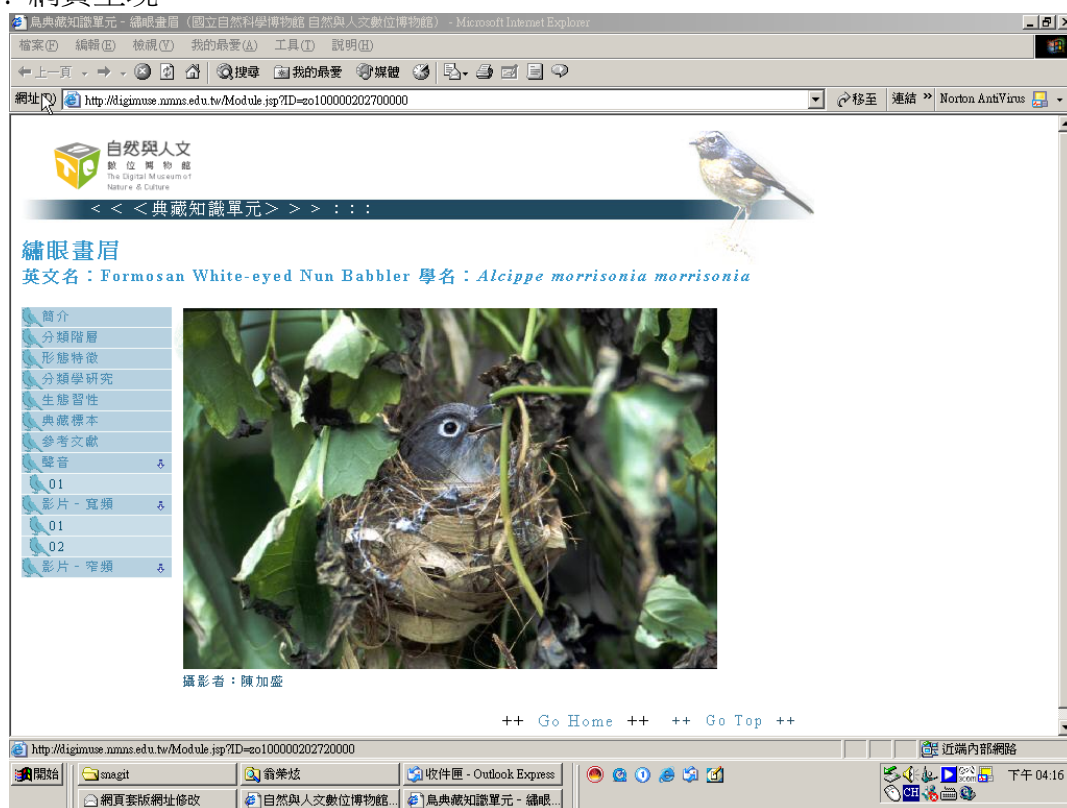 ：網頁呈現
鳥典藏知識單元 - 繡眼畫眉（國立自然科學博物館 自然與人文數位博物館） - Microsoft Internet Explorer
檔案(F) 編輯(E) 檢視(V) 我的最愛(A) 工具(T) 說明(H)
上一頁 搜尋 我的最愛 媒體
網址(D) http://digimuse.nmns.edu.tw/Module.jsp?ID=zo100000202700000 移至 連結 » Norton AntiVirus
自然與人文
數位博物館
The Digital Museum of
Nature & Culture
< < <典藏知識單元> > > : : :
繡眼畫眉
英文名：Formosan White-eyed Nun Babbler 學名：Alcippe morrisonia morrisonia
簡介
分類階層
形態特徵
分類學研究
生態習性
典藏標本
參考文獻
聲音
01
影片 - 寬頻
01
02
影片 - 窄頻
攝影者：陳加盛
++ Go Home ++ ++ Go Top ++
http://digimuse.nmns.edu.tw/Module.jsp?ID=zo100000202720000 近端內部網路
開始 snagit 翁榮炫 收件匣 - Outlook Express 下午 04:16
網頁套版網址修改 自然與人文數位博物館... 鳥典藏知識單元 - 繡眼... CH